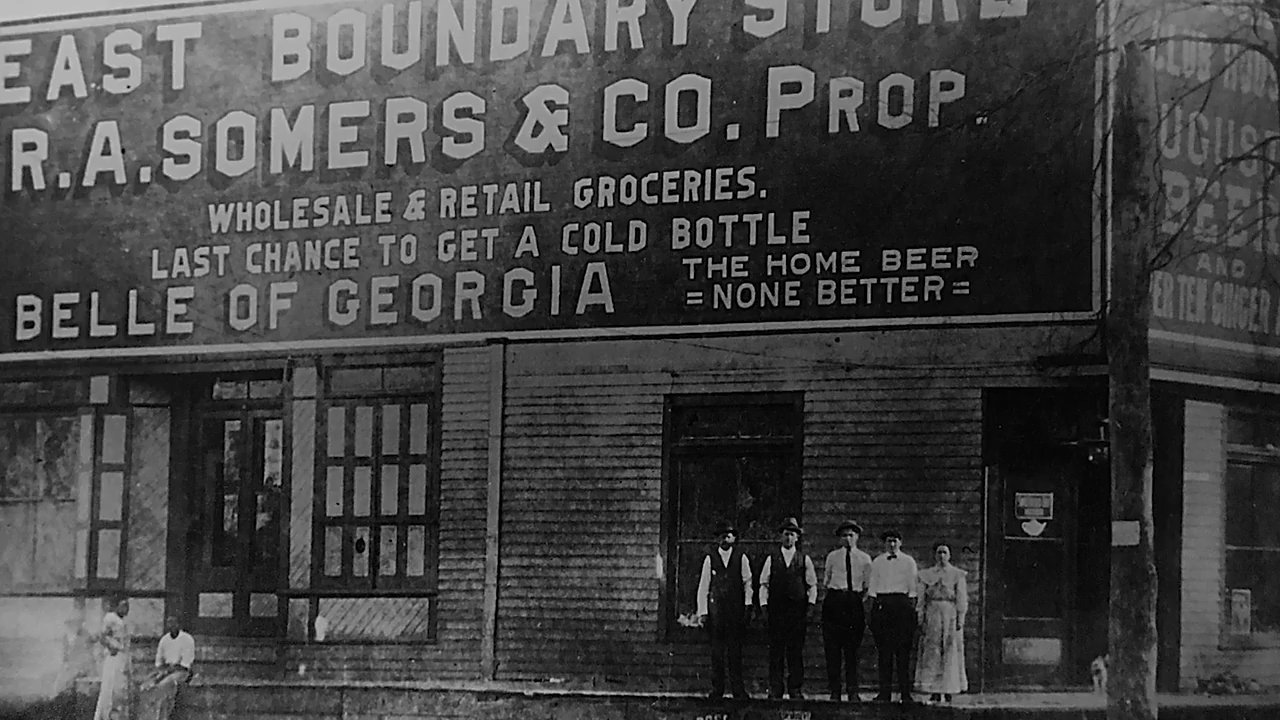 EAST BOUNDARY STORE
R.A.SOMERS & CO. PROP.
WHOLESALE & RETAIL GROCERIES.
LAST CHANCE TO GET A COLD BOTTLE
BELLE OF GEORGIA
THE HOME BEER
=NONE BETTER=
BEER
AND